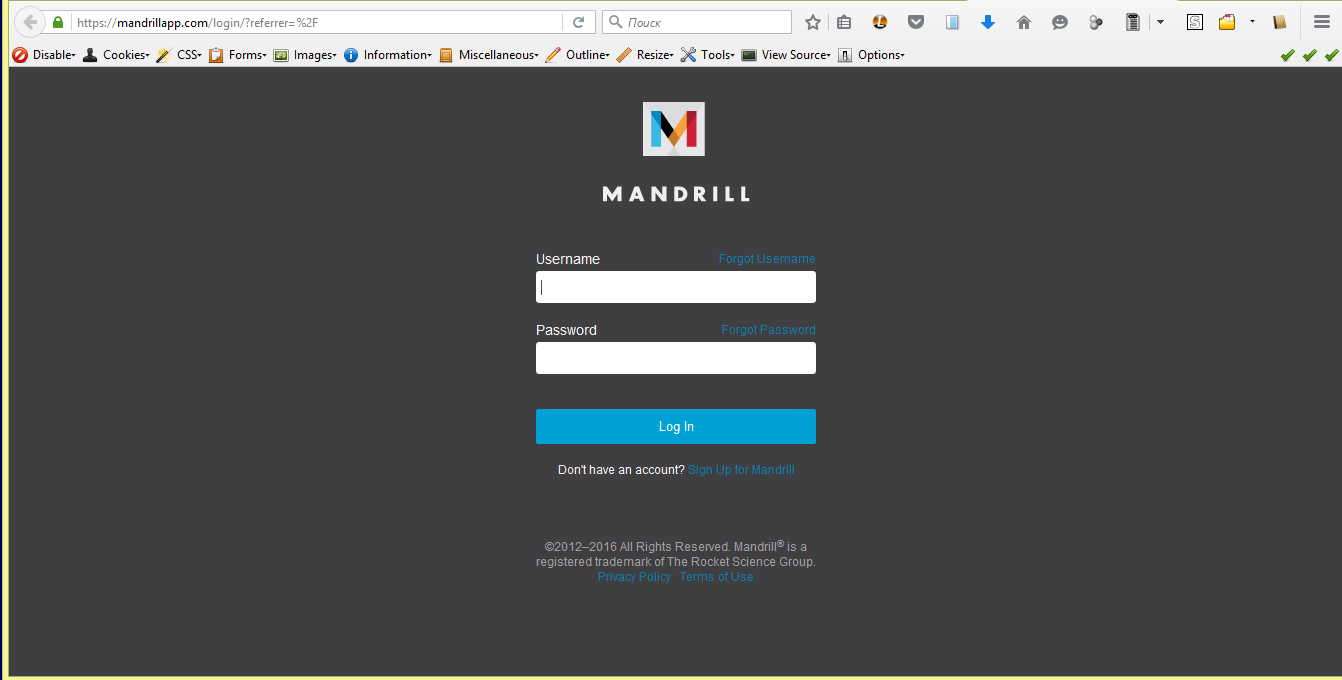 https://mandrillapp.com/login/?referrer=%2F
Поиск
Disable Cookies CSS Forms Images Information Miscellaneous Outline Resize Tools View Source Options
MANDRILL
Username Forgot Username
Password Forgot Password
Log In
Don't have an account? Sign Up for Mandrill
©2012–2016 All Rights Reserved. Mandrill® is a
registered trademark of The Rocket Science Group.
Privacy Policy Terms of Use